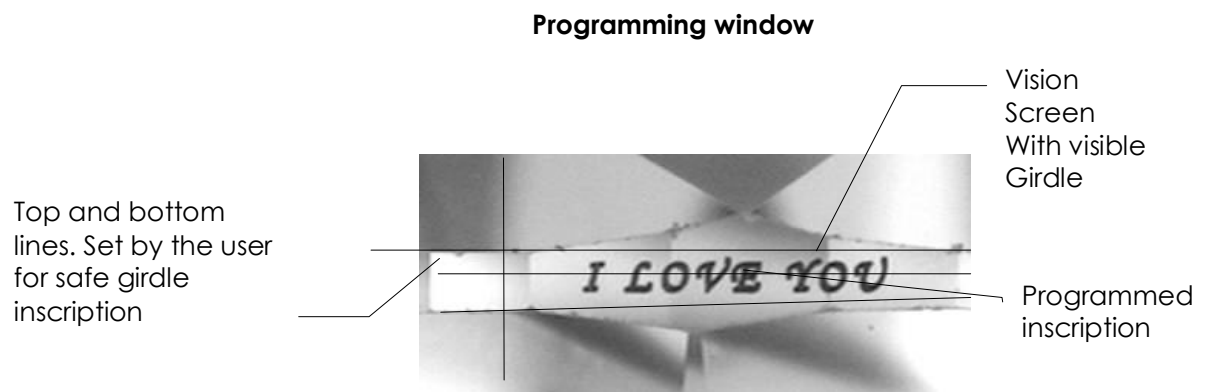 Programming window
Vision
Screen
With visible
Girdle
Top and bottom
lines. Set by the user
for safe girdle
inscription
I LOVE YOU
Programmed
inscription